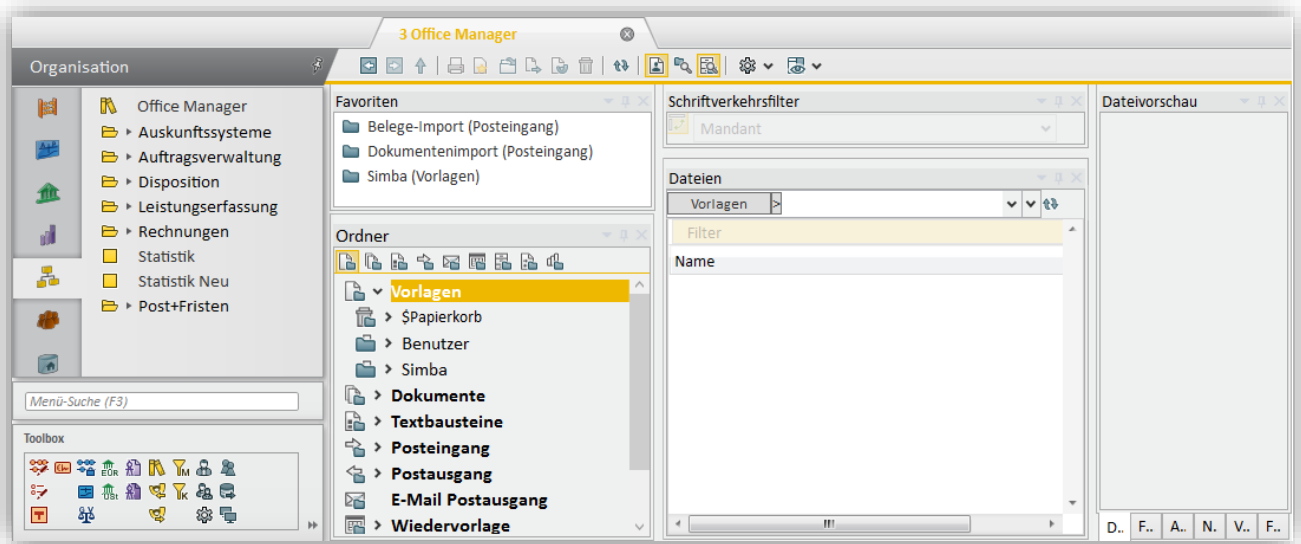 3 Office Manager
Organisation
Office Manager
Auskunftssysteme
Auftragsverwaltung
Disposition
Leistungserfassung
Rechnungen
Statistik
Statistik Neu
Post+Fristen
Menü-Suche (F3)
Toolbox
EÜR
M
USt
K
Favoriten
Belege-Import (Posteingang)
Dokumentenimport (Posteingang)
Simba (Vorlagen)
Ordner
Vorlagen
$Papierkorb
Benutzer
Simba
Dokumente
Textbausteine
Posteingang
Postausgang
E-Mail Postausgang
Wiedervorlage
Schriftverkehrsfilter
Mandant
Dateien
Vorlagen >
Filter
Name
Dateivorschau
D.. F.. A.. N. V.. F..